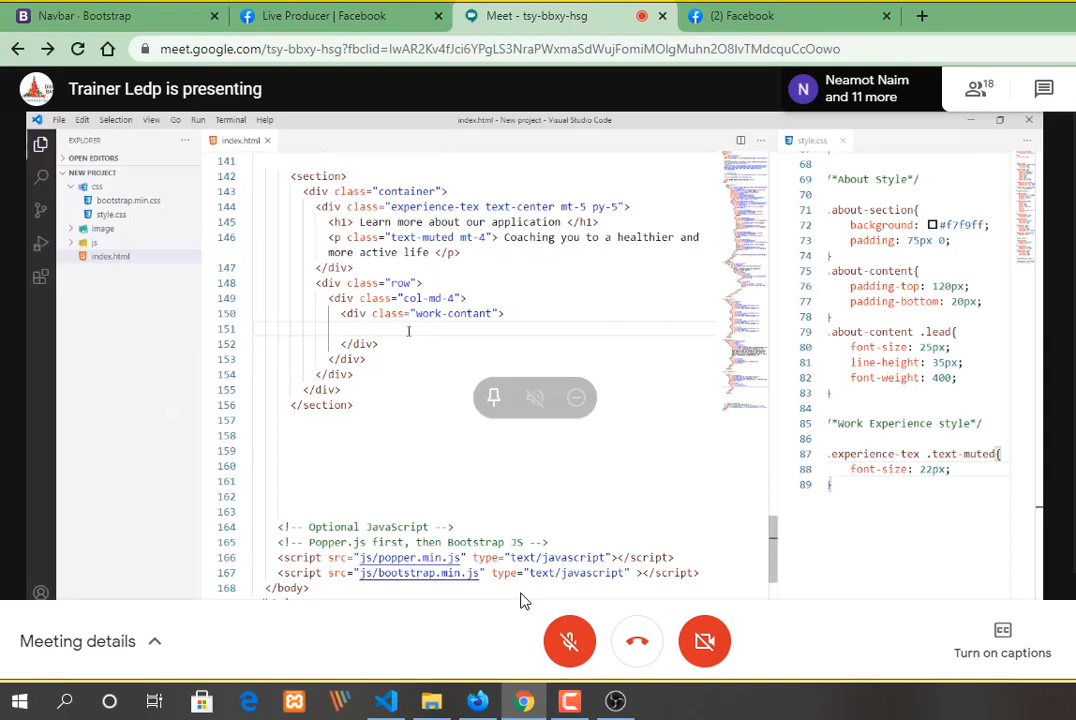 Navbar - Bootstrap
Live Producer | Facebook
Meet - tsy-bbxy-hsg
(2) Facebook
meet.google.com/tsy-bbxy-hsg?fbclid=IwAR2Kv4fJci6YPgLS3NraPWxmaSdWujFomiMOlgMuhn2O8IvTMdcquCcOowo
Trainer Ledp is presenting
N
Neamot Naim
and 11 more
18
File Edit Selection View Go Run Terminal Help
index.html - New project - Visual Studio Code
EXPLORER
OPEN EDITORS
NEW PROJECT
css
bootstrap.min.css
style.css
image
js
index.html
index.html
141
142 <section>
143 <div class="container">
144 <div class="experience-tex text-center mt-5 py-5">
145 <h1> Learn more about our application </h1>
146 <p class="text-muted mt-4"> Coaching you to a healthier and
more active life </p>
147 </div>
148 <div class="row">
149 <div class="col-md-4">
150 <div class="work-contant">
151
152 </div>
153 </div>
154 </div>
155 </div>
156 </section>
157
158
159
160
161
162
163
164 <!-- Optional JavaScript -->
165 <!-- Popper.js first, then Bootstrap JS -->
166 <script src="js/popper.min.js" type="text/javascript"></script>
167 <script src="js/bootstrap.min.js" type="text/javascript" ></script>
168 </body>
style.css
68
69 /*About Style*/
70
71 .about-section{
72 background: #f7f9ff;
73 padding: 75px 0;
74 }
75 .about-content{
76 padding-top: 120px;
77 padding-bottom: 20px;
78 }
79 .about-content .lead{
80 font-size: 25px;
81 line-height: 35px;
82 font-weight: 400;
83 }
84
85 /*Work Experience style*/
86
87 .experience-tex .text-muted{
88 font-size: 22px;
89 }
Meeting details
CC
Turn on captions